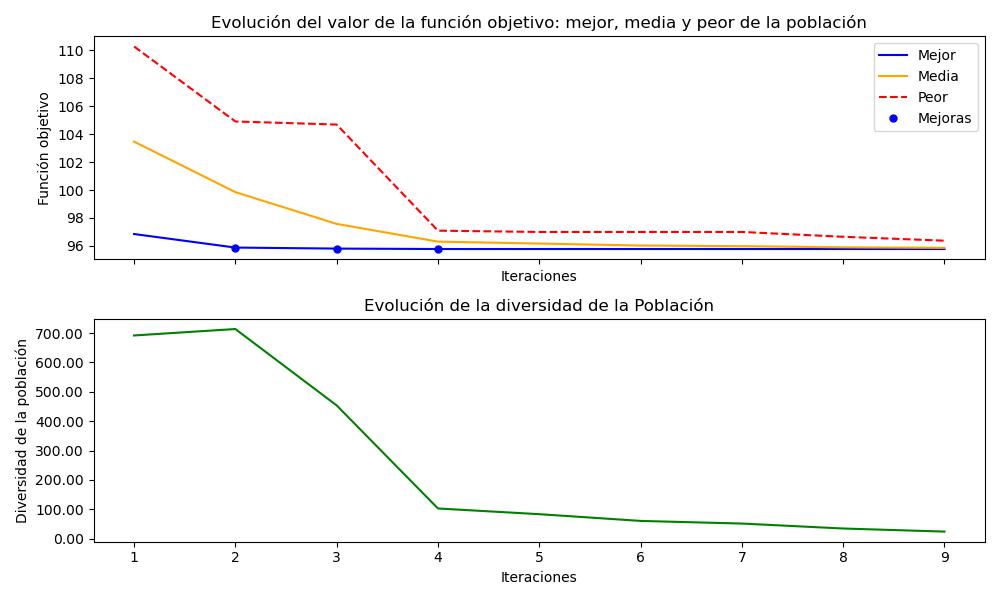 Evolución del valor de la función objetivo: mejor, media y peor de la población
110
108
106
104
102
100
98
96
Función objetivo
Mejor
Media
Peor
Mejoras
Iteraciones
Evolución de la diversidad de la Población
700.00
600.00
500.00
400.00
300.00
200.00
100.00
0.00
Diversidad de la población
1 2 3 4 5 6 7 8 9
Iteraciones